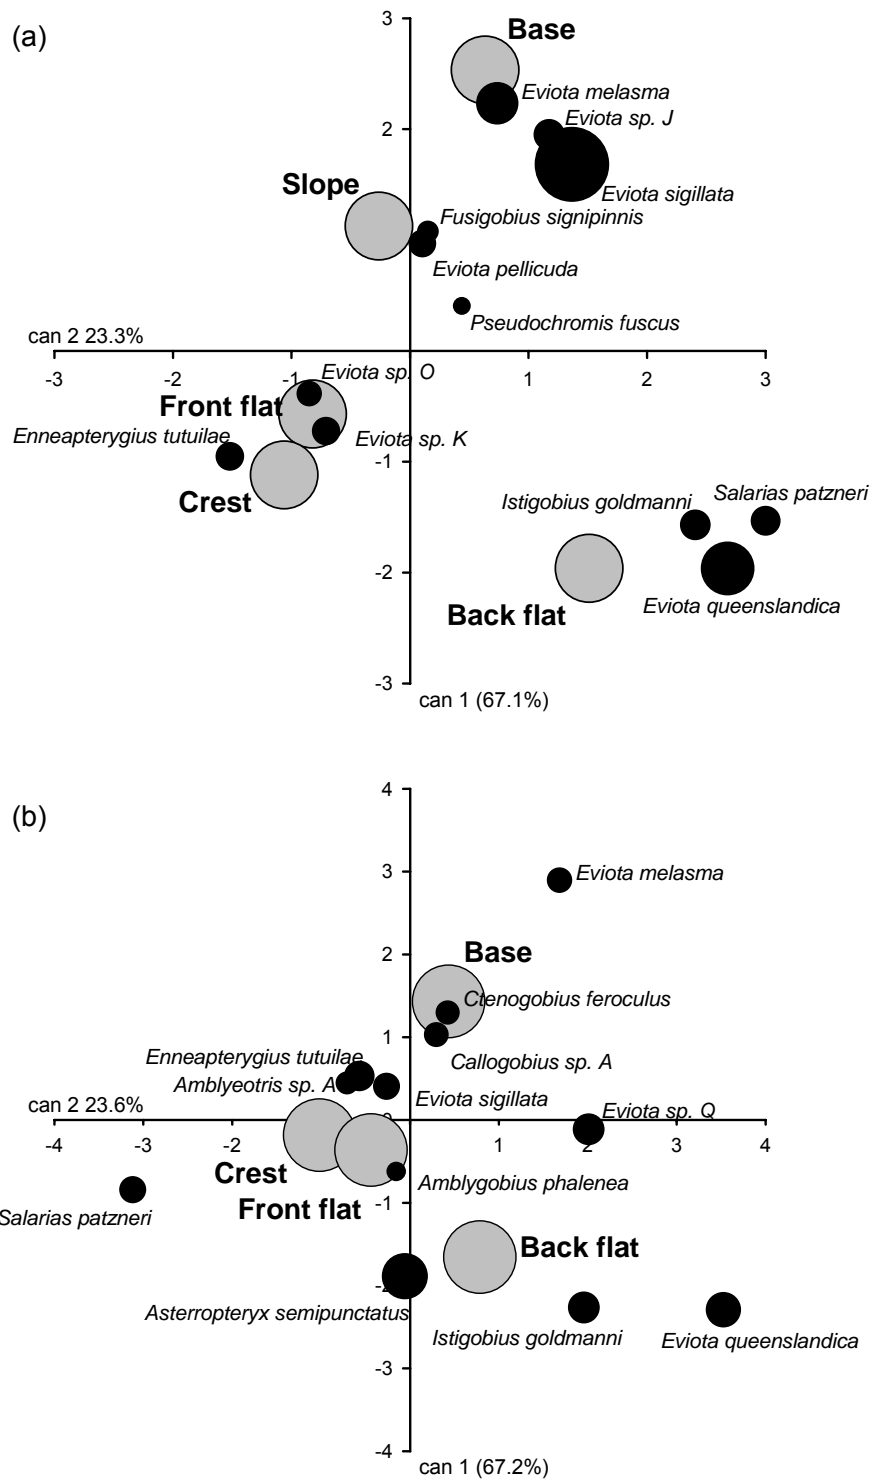 (a)
3
Base
Eviota melasma
Eviota sp. J
2
Slope
Eviota sigillata
Fusigobius signipinnis
Eviota pellicuda
Pseudochromis fuscus
can 2 23.3%
-3 -2 -1 1 2 3
Eviota sp. O
Front flat
Enneapterygius tutuilae
Eviota sp. K
-1
Crest
Istigobius goldmanni
Salarias patzneri
-2
Back flat
Eviota queenslandica
-3
can 1 (67.1%)
(b)
4
3
Eviota melasma
2
Base
Ctenogobius feroculus
1
Enneapterygius tutuilae
Callogobius sp. A
Amblyeotris sp. A
Eviota sigillata
Eviota sp. Q
can 2 23.6%
0
-4 -3 -2 1 2 3 4
Crest
Amblygobius phalenea
-1
Front flat
Salarias patzneri
Back flat
-2
Asterropteryx semipunctatus
Istigobius goldmanni
Eviota queenslandica
-3
-4
can 1 (67.2%)